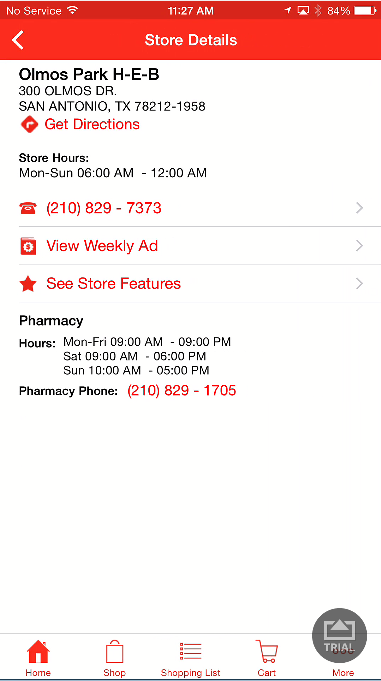 No Service 11:27 AM 84%
Store Details
Olmos Park H-E-B
300 OLMOS DR.
SAN ANTONIO, TX 78212-1958
Get Directions
Store Hours:
Mon-Sun 06:00 AM - 12:00 AM
(210) 829 - 7373
View Weekly Ad
See Store Features
Pharmacy
Hours: Mon-Fri 09:00 AM - 09:00 PM
Sat 09:00 AM - 06:00 PM
Sun 10:00 AM - 05:00 PM
Pharmacy Phone: (210) 829 - 1705
TRIAL
Home Shop Shopping List Cart More